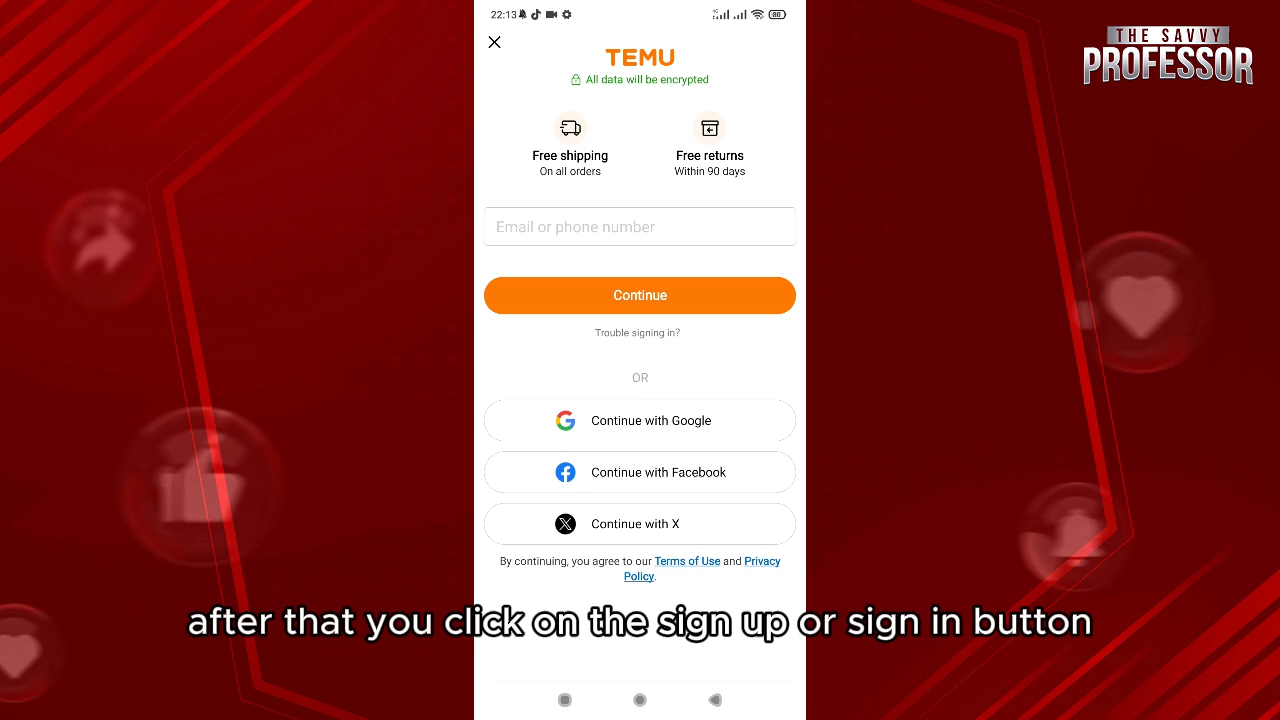 22:13
4G
80
THE SAVVY
PROFESSOR
TEMU
All data will be encrypted
Free shipping
On all orders
Free returns
Within 90 days
Email or phone number
Continue
Trouble signing in?
OR
Continue with Google
Continue with Facebook
Continue with X
By continuing, you agree to our Terms of Use and Privacy
Policy.
after that you click on the sign up or sign in button